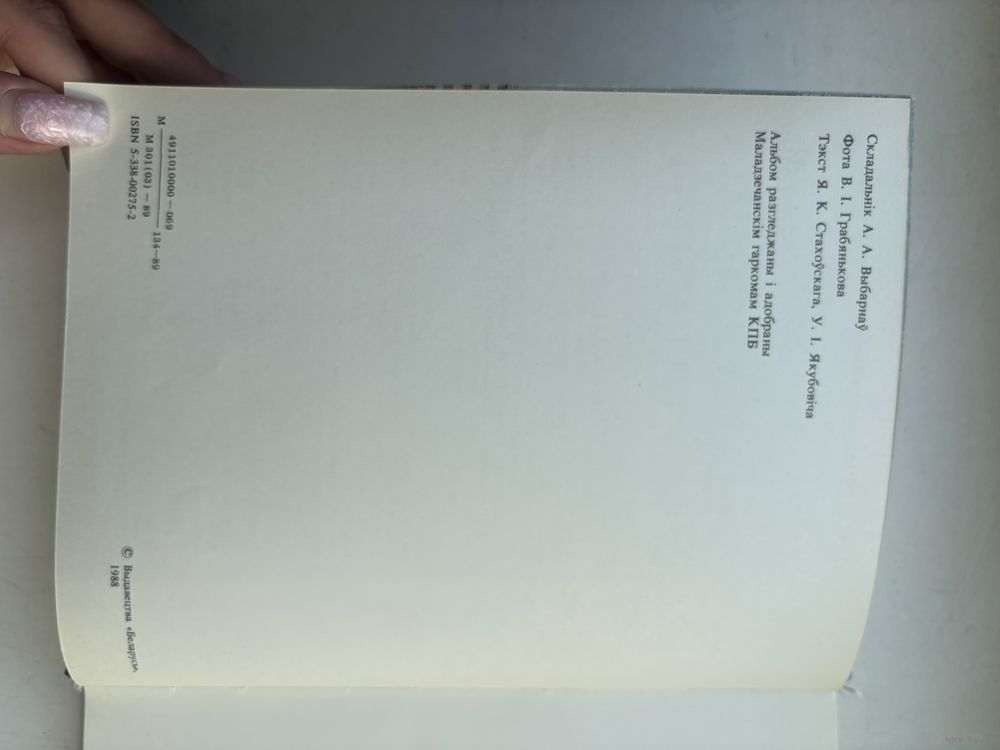 Складальнік А. А. Выбарнаў
Фота В. І. Грабянькова
Тэкст Я. К. Стахоўскага, У. І. Якубовіча
Альбом разгледжаны і адобраны
Маладзечанскім гаркомам КПБ
4911010000 — 069
М ———— 134—89
М 301(03) — 89
ISBN 5-338-00275-2
© Выдавецтва «Беларусь»,
1988